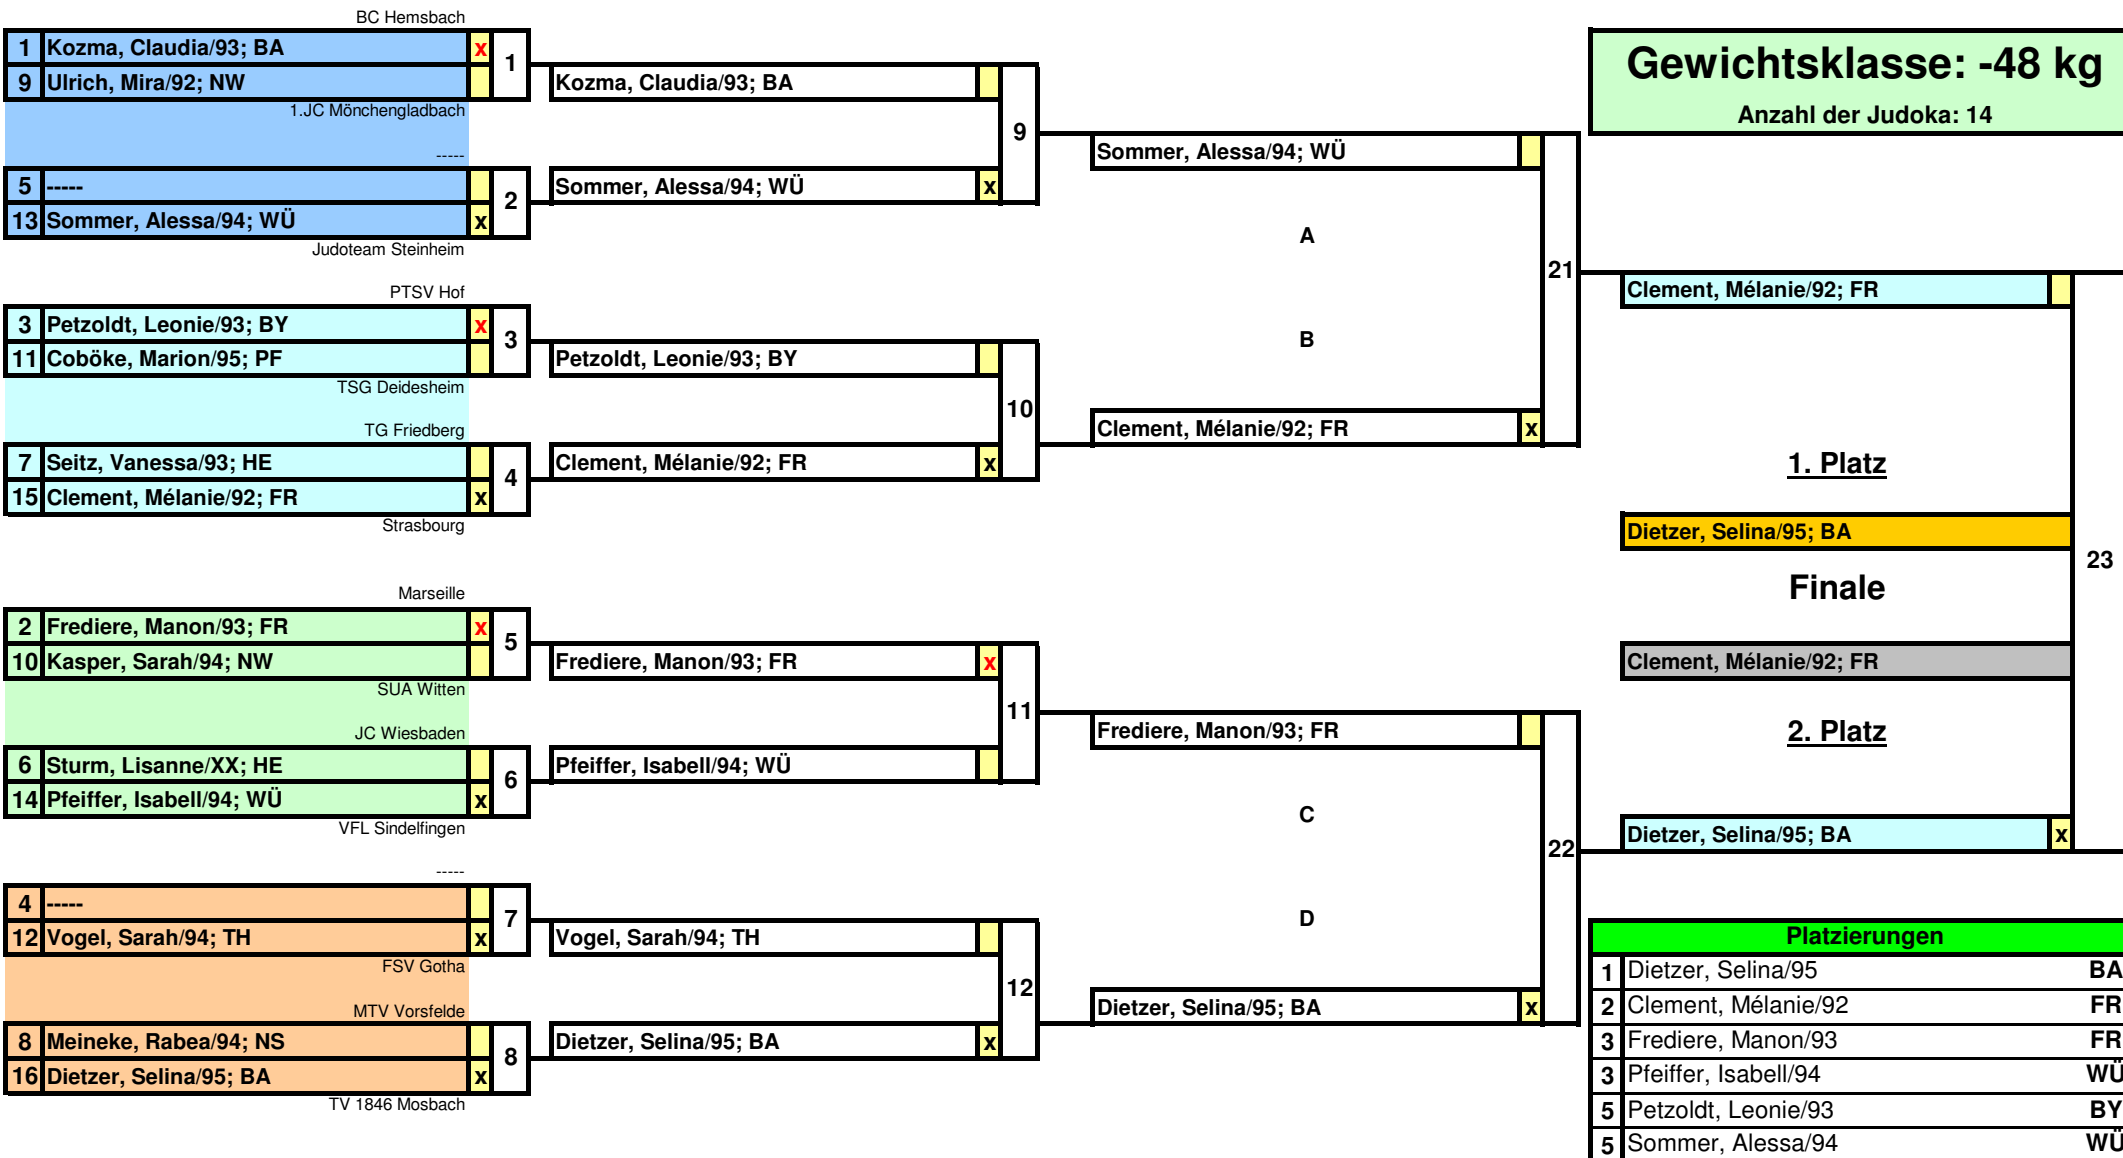 BC Hemsbach
1 Kozma, Claudia/93; BA x
9 Ulrich, Mira/92; NW
1
1.JC Mönchengladbach
-----
5 -----
13 Sommer, Alessa/94; WÜ x
2
Judoteam Steinheim
PTSV Hof
3 Petzoldt, Leonie/93; BY x
11 Coböke, Marion/95; PF
3
TSG Deidesheim
TG Friedberg
7 Seitz, Vanessa/93; HE
15 Clement, Mélanie/92; FR x
4
Strasbourg
Marseille
2 Frediere, Manon/93; FR x
10 Kasper, Sarah/94; NW
5
SUA Witten
JC Wiesbaden
6 Sturm, Lisanne/XX; HE
14 Pfeiffer, Isabell/94; WÜ x
6
VFL Sindelfingen
-----
4 -----
12 Vogel, Sarah/94; TH x
7
FSV Gotha
MTV Vorsfelde
8 Meineke, Rabea/94; NS
16 Dietzer, Selina/95; BA x
8
TV 1846 Mosbach
Kozma, Claudia/93; BA
9
Sommer, Alessa/94; WÜ x
Petzoldt, Leonie/93; BY
10
Clement, Mélanie/92; FR x
Frediere, Manon/93; FR x
11
Pfeiffer, Isabell/94; WÜ
Vogel, Sarah/94; TH
12
Dietzer, Selina/95; BA x
Sommer, Alessa/94; WÜ
A
21
B
Clement, Mélanie/92; FR x
Frediere, Manon/93; FR
C
22
D
Dietzer, Selina/95; BA x
Gewichtsklasse: -48 kg
Anzahl der Judoka: 14
Clement, Mélanie/92; FR
1. Platz
Dietzer, Selina/95; BA
23
Finale
Clement, Mélanie/92; FR
2. Platz
Dietzer, Selina/95; BA x
Platzierungen
1 Dietzer, Selina/95 BA
2 Clement, Mélanie/92 FR
3 Frediere, Manon/93 FR
3 Pfeiffer, Isabell/94 WÜ
5 Petzoldt, Leonie/93 BY
5 Sommer, Alessa/94 WÜ